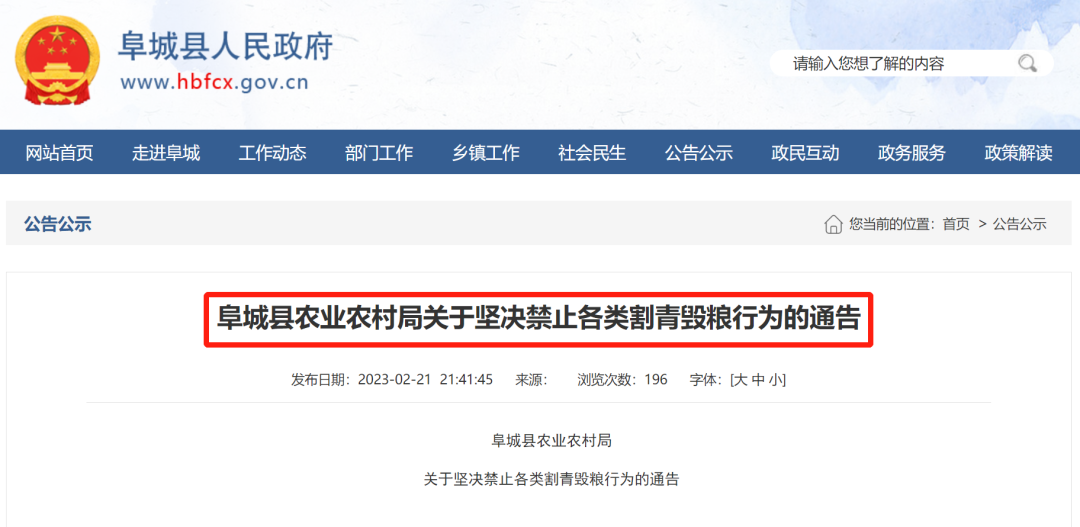 阜城县人民政府
www.hbfcx.gov.cn
请输入您想了解的内容
网站首页 走进阜城 工作动态 部门工作 乡镇工作 社会民生 公告公示 政民互动 政务服务 政策解读
公告公示 您当前的位置：首页 > 公告公示
阜城县农业农村局关于坚决禁止各类割青毁粮行为的通告
发布日期：2023-02-21 21:41:45 来源： 浏览次数：196 字体：[大 中 小]
阜城县农业农村局
关于坚决禁止各类割青毁粮行为的通告